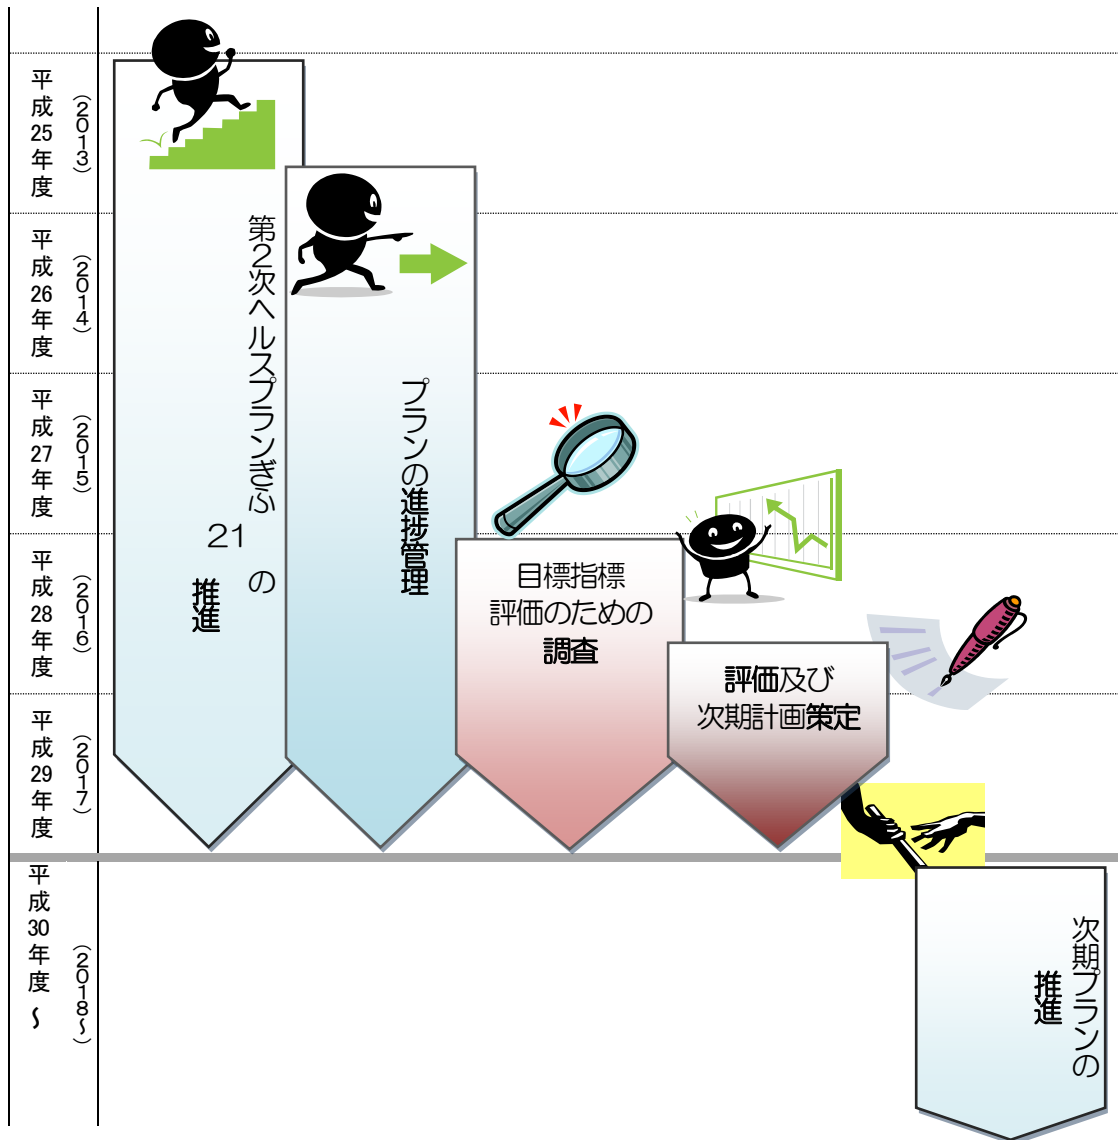 平成25年度
(2013)
平成26年度
(2014)
平成27年度
(2015)
平成28年度
(2016)
平成29年度
(2017)
平成30年度~
(2018~)
第2次ヘルスプランぎふ21の
推進
プランの進捗管理
目標指標
評価のための
調査
評価及び
次期計画策定
次期プランの
推進